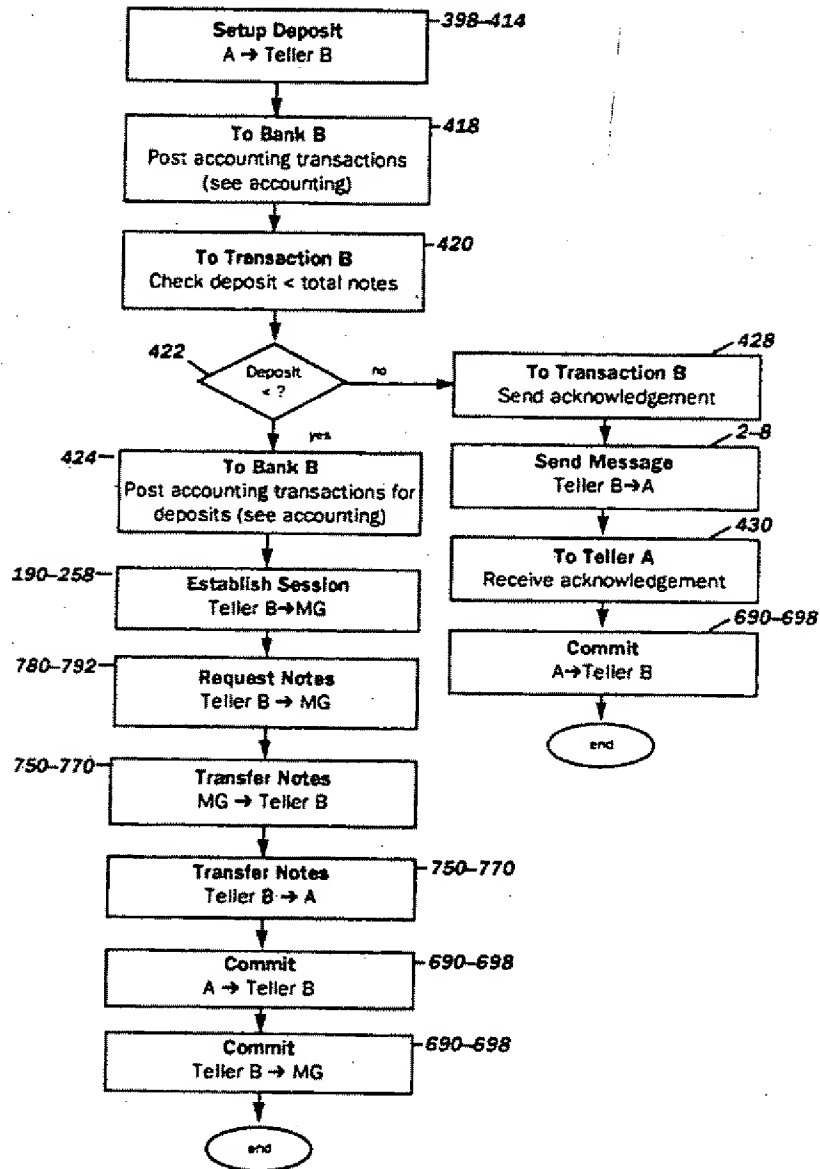 Setup Deposit
A → Teller B
398-414
To Bank B
Post accounting transactions
(see accounting)
418
To Transaction B
Check deposit < total notes
420
422
Deposit
< ?
no
yes
428
To Transaction B
Send acknowledgement
2-8
Send Message
Teller B→A
430
To Teller A
Receive acknowledgement
690-698
Commit
A→Teller B
end
424
To Bank B
Post accounting transactions for
deposits (see accounting)
190-258
Establish Session
Teller B→MG
780-792
Request Notes
Teller B → MG
750-770
Transfer Notes
MG → Teller B
Transfer Notes
Teller B → A
750-770
Commit
A → Teller B
690-698
Commit
Teller B → MG
690-698
end